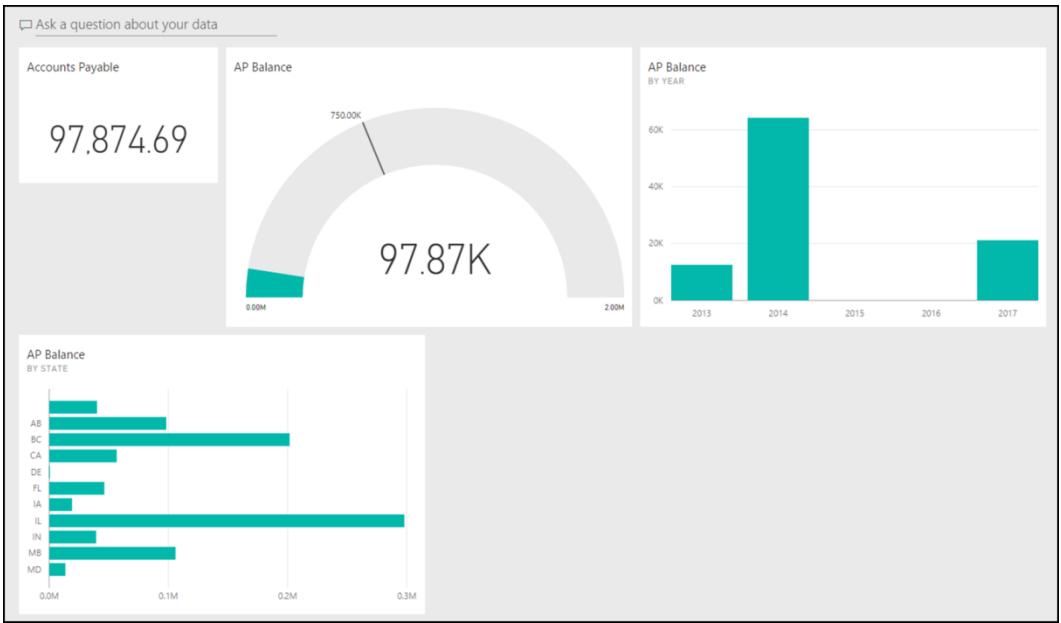 Ask a question about your data
Accounts Payable
97,874.69
AP Balance
750.00K
97.87K
0.00M
2.00M
AP Balance
BY YEAR
60K
40K
20K
0K
2013 2014 2015 2016 2017
AP Balance
BY STATE
AB
BC
CA
DE
FL
IA
IL
IN
MB
MD
0.0M 0.1M 0.2M 0.3M